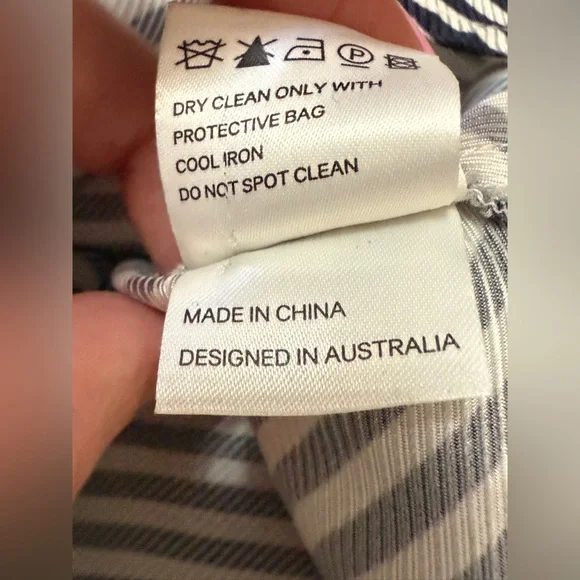 DRY CLEAN ONLY WITH
PROTECTIVE BAG
COOL IRON
DO NOT SPOT CLEAN
MADE IN CHINA
DESIGNED IN AUSTRALIA